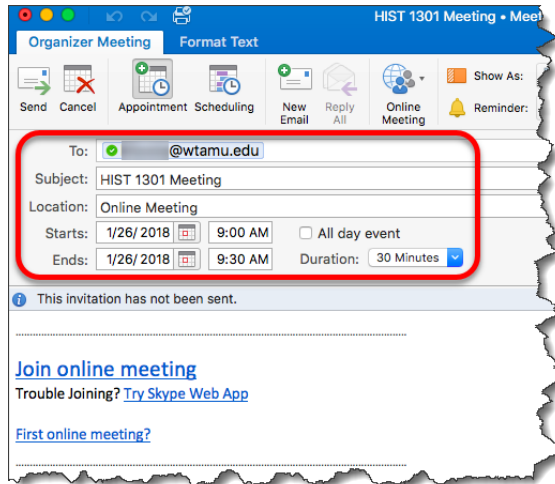 HIST 1301 Meeting • Meet
Organizer Meeting Format Text
Send Cancel Appointment Scheduling New Email Reply All Online Meeting Show As:
Reminder:
To: @wtamu.edu
Subject: HIST 1301 Meeting
Location: Online Meeting
Starts: 1/26/2018 9:00 AM All day event
Ends: 1/26/2018 9:30 AM Duration: 30 Minutes
This invitation has not been sent.
Join online meeting
Trouble Joining? Try Skype Web App
First online meeting?